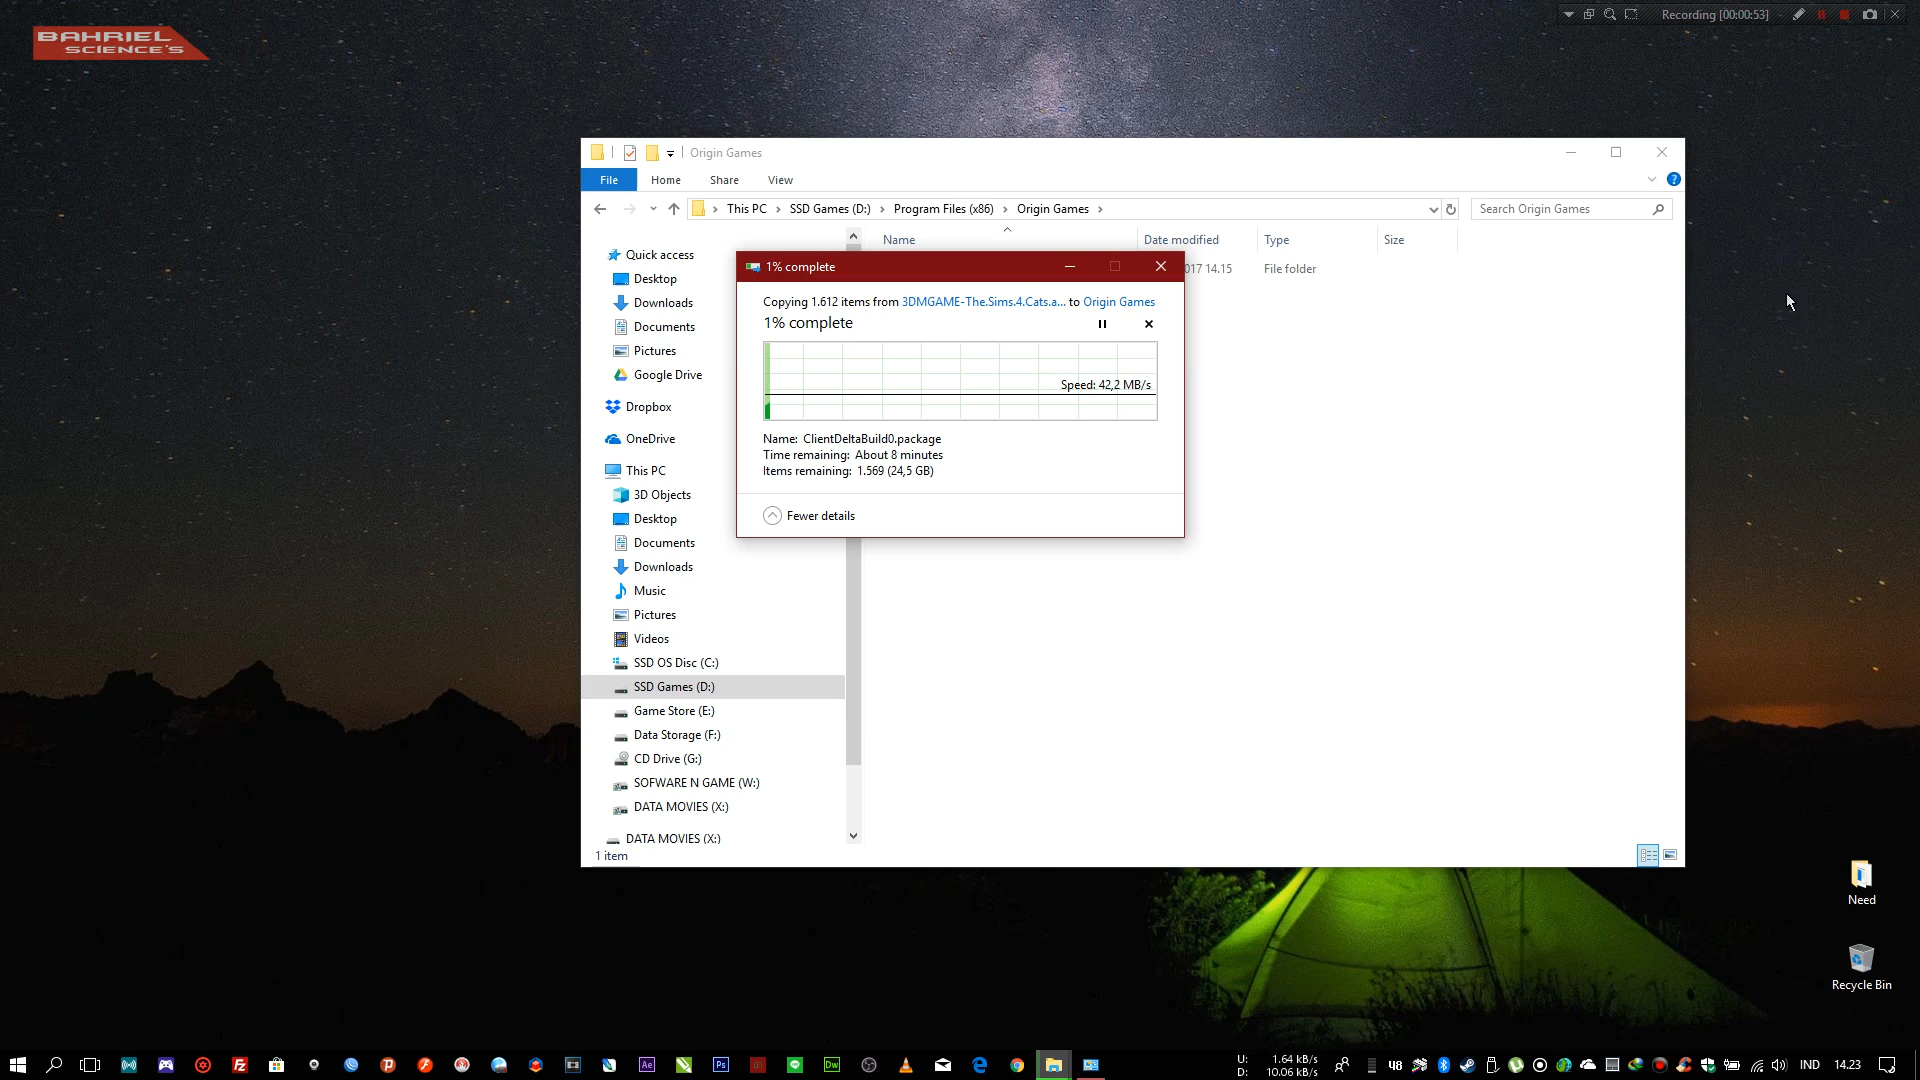 BAHRIEL
SCIENCE'S
Recording [00:00:53]
Origin Games
File
Home
Share
View
This PC
SSD Games (D:)
Program Files (x86)
Origin Games
Search Origin Games
Name
Date modified
Type
Size
017 14.15
File folder
Quick access
Desktop
Downloads
Documents
Pictures
Google Drive
Dropbox
OneDrive
This PC
3D Objects
Desktop
Documents
Downloads
Music
Pictures
Videos
SSD OS Disc (C:)
SSD Games (D:)
Game Store (E:)
Data Storage (F:)
CD Drive (G:)
SOFWARE N GAME (W:)
DATA MOVIES (X:)
DATA MOVIES (X:)
1 item
1% complete
Copying 1.612 items from 3DMGAME-The.Sims.4.Cats.a... to Origin Games
1% complete
Speed: 42,2 MB/s
Name: ClientDeltaBuild0.package
Time remaining: About 8 minutes
Items remaining: 1.569 (24,5 GB)
Fewer details
Need
Recycle Bin
Ae
Ps
Dw
U: 1.64 kB/s
D: 10.06 kB/s
48
IND
14.23